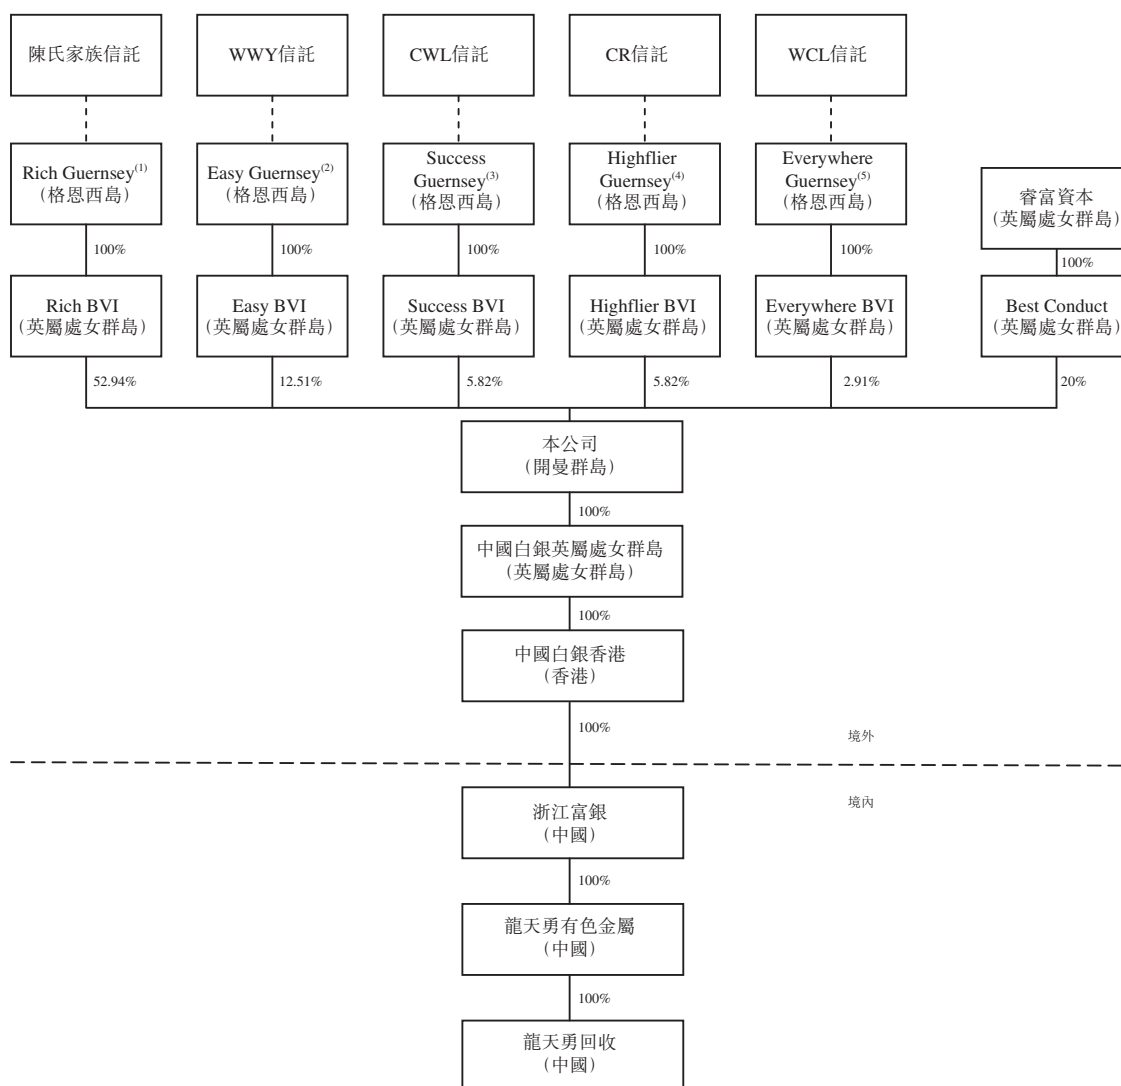 陳氏家族信託
WWY信託
CWL信託
CR信託
WCL信託
Rich Guernsey(1)
(格恩西島)
Easy Guernsey(2)
(格恩西島)
Success
Guernsey(3)
(格恩西島)
Highflier
Guernsey(4)
(格恩西島)
Everywhere
Guernsey(5)
(格恩西島)
睿富資本
(英屬處女群島)
100%
100%
100%
100%
100%
100%
Rich BVI
(英屬處女群島)
Easy BVI
(英屬處女群島)
Success BVI
(英屬處女群島)
Highflier BVI
(英屬處女群島)
Everywhere BVI
(英屬處女群島)
Best Conduct
(英屬處女群島)
52.94%
12.51%
5.82%
5.82%
2.91%
20%
本公司
(開曼群島)
100%
中國白銀英屬處女群島
(英屬處女群島)
100%
中國白銀香港
(香港)
100%
境外
境內
浙江富銀
(中國)
100%
龍天勇有色金屬
(中國)
100%
龍天勇回收
(中國)